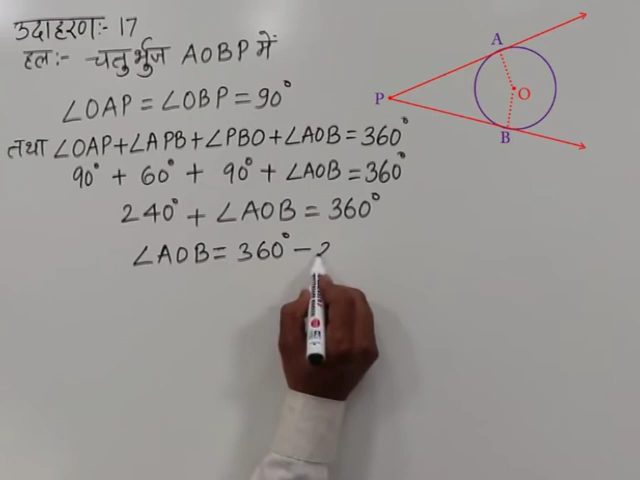 उदाहरण:- 17
हल:- चतुर्भुज AOBP में
∠OAP = ∠OBP = 90°
तथा ∠OAP + ∠APB + ∠PBO + ∠AOB = 360°
90° + 60° + 90° + ∠AOB = 360°
240° + ∠AOB = 360°
∠AOB = 360° - 2
A
P
O
B